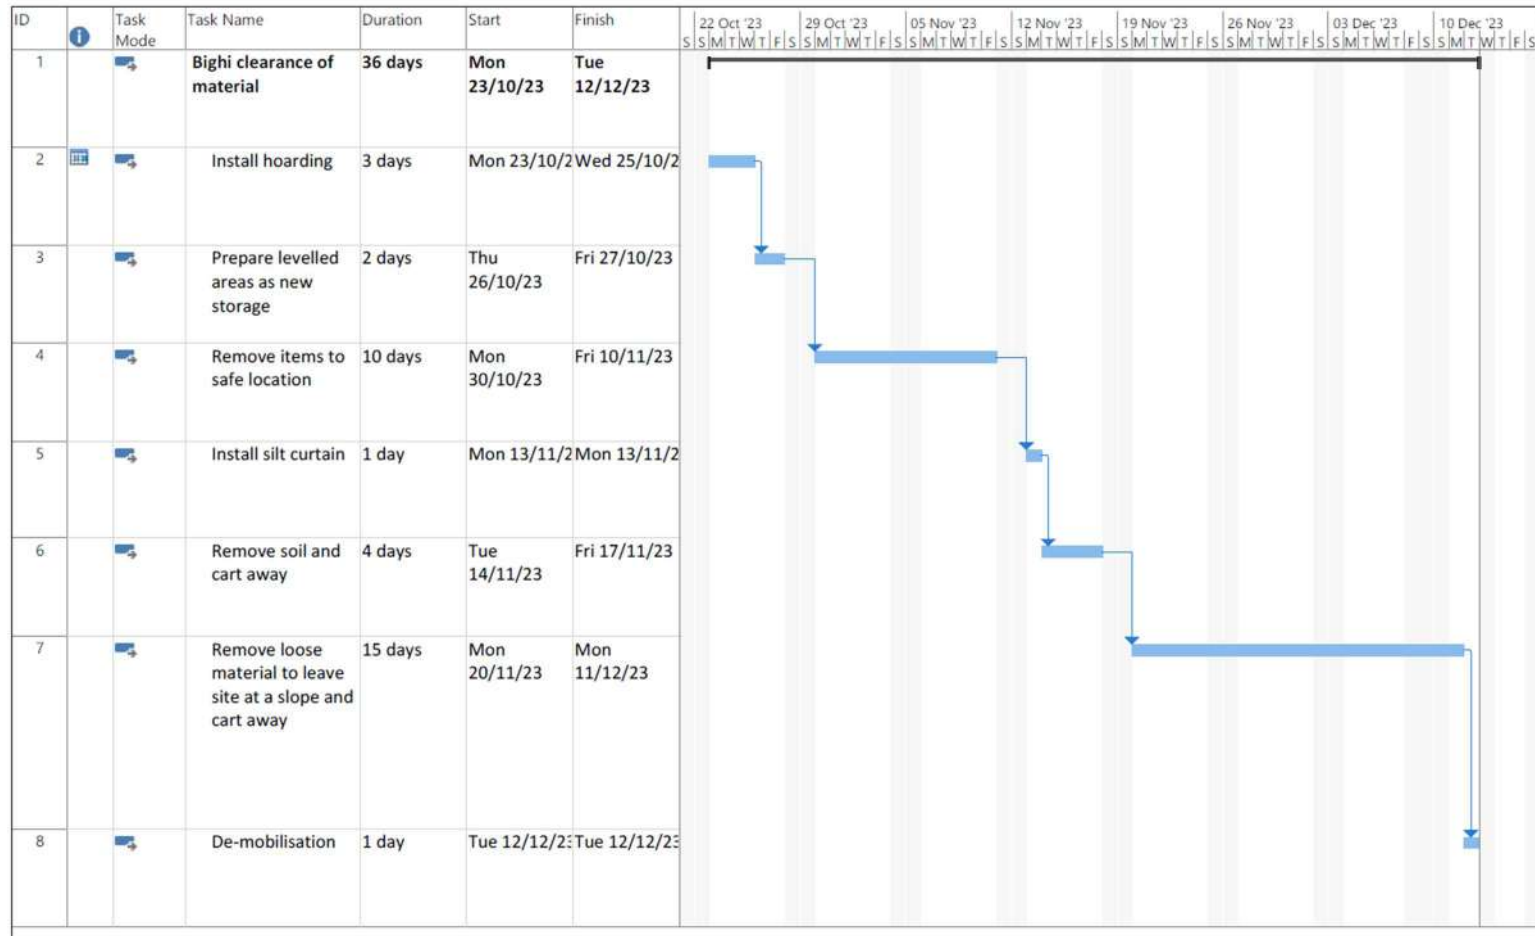 ID Task Mode Task Name Duration Start Finish 22 Oct '23 29 Oct '23 05 Nov '23 12 Nov '23 19 Nov '23 26 Nov '23 03 Dec '23 10 Dec '23
S S M T W T F S S M T W T F S S M T W T F S S M T W T F S S M T W T F S S M T W T F S S M T W T F S S M T W T F S
1 Bighi clearance of 36 days Mon Tue
material 23/10/23 12/12/23
2 Install hoarding 3 days Mon 23/10/2 Wed 25/10/2
3 Prepare levelled 2 days Thu Fri 27/10/23
areas as new 26/10/23
storage
4 Remove items to 10 days Mon Fri 10/11/23
safe location 30/10/23
5 Install silt curtain 1 day Mon 13/11/2 Mon 13/11/2
6 Remove soil and 4 days Tue Fri 17/11/23
cart away 14/11/23
7 Remove loose 15 days Mon Mon
material to leave 20/11/23 11/12/23
site at a slope and
cart away
8 De-mobilisation 1 day Tue 12/12/23 Tue 12/12/23